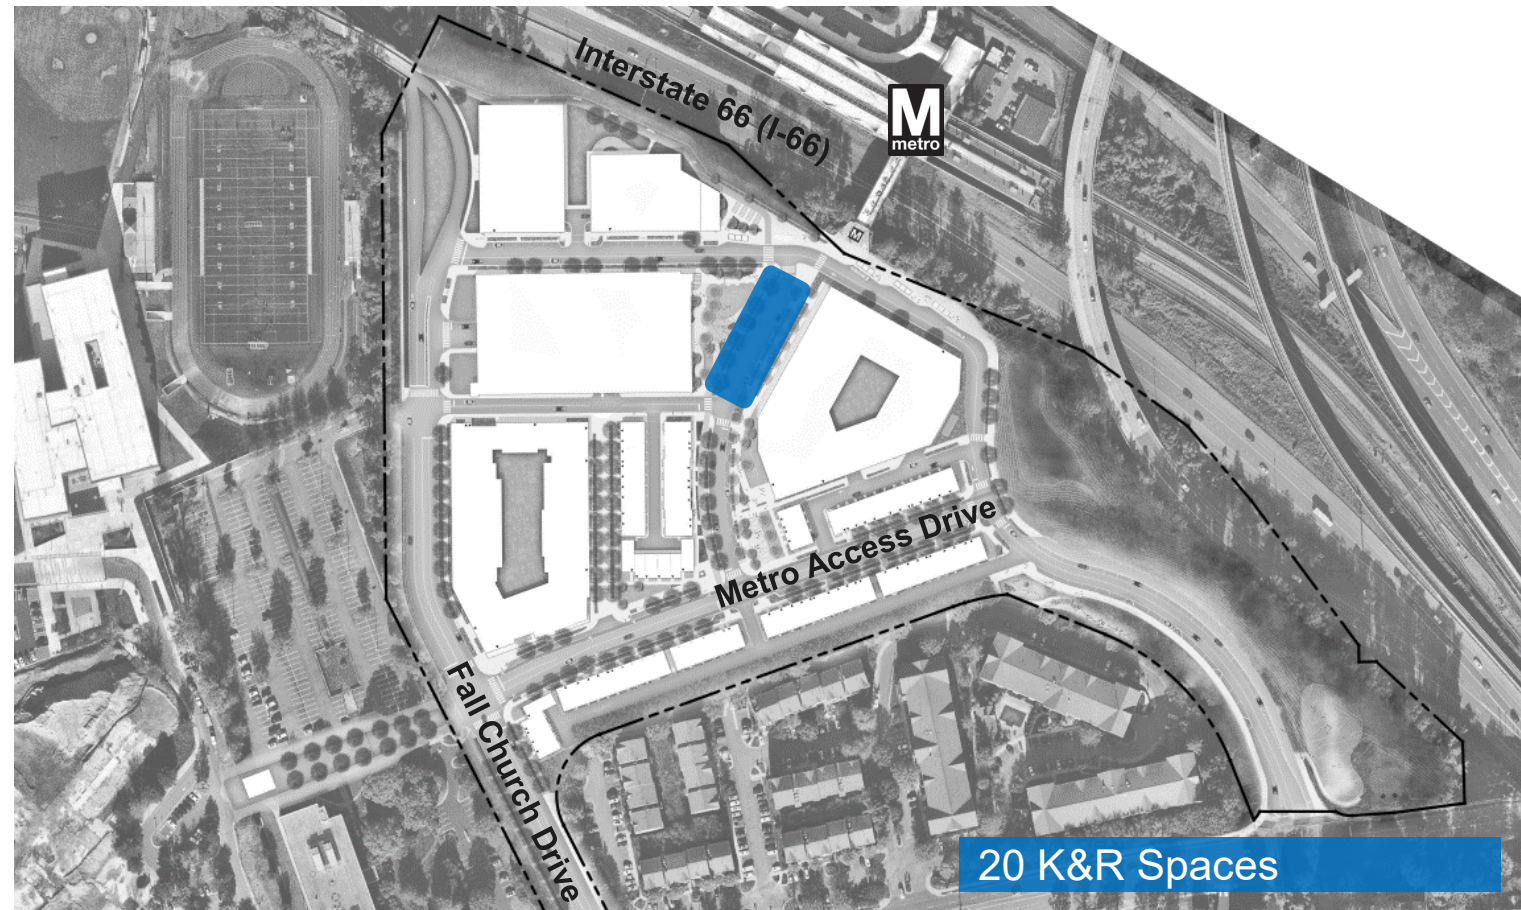 Interstate 66 (I-66)
M
metro
M
Metro Access Drive
Fall Church Drive
20 K&R Spaces